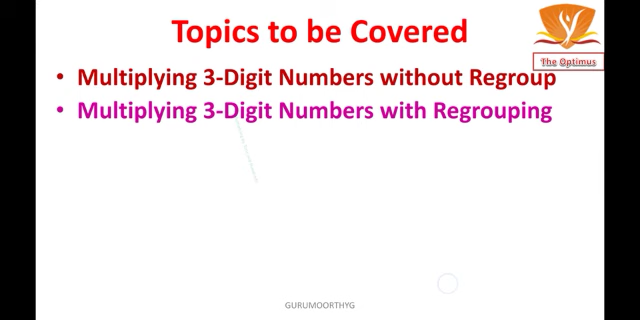 Topics to be Covered
The Optimus
• Multiplying 3-Digit Numbers without Regroup
• Multiplying 3-Digit Numbers with Regrouping
GURUMOORTHYG